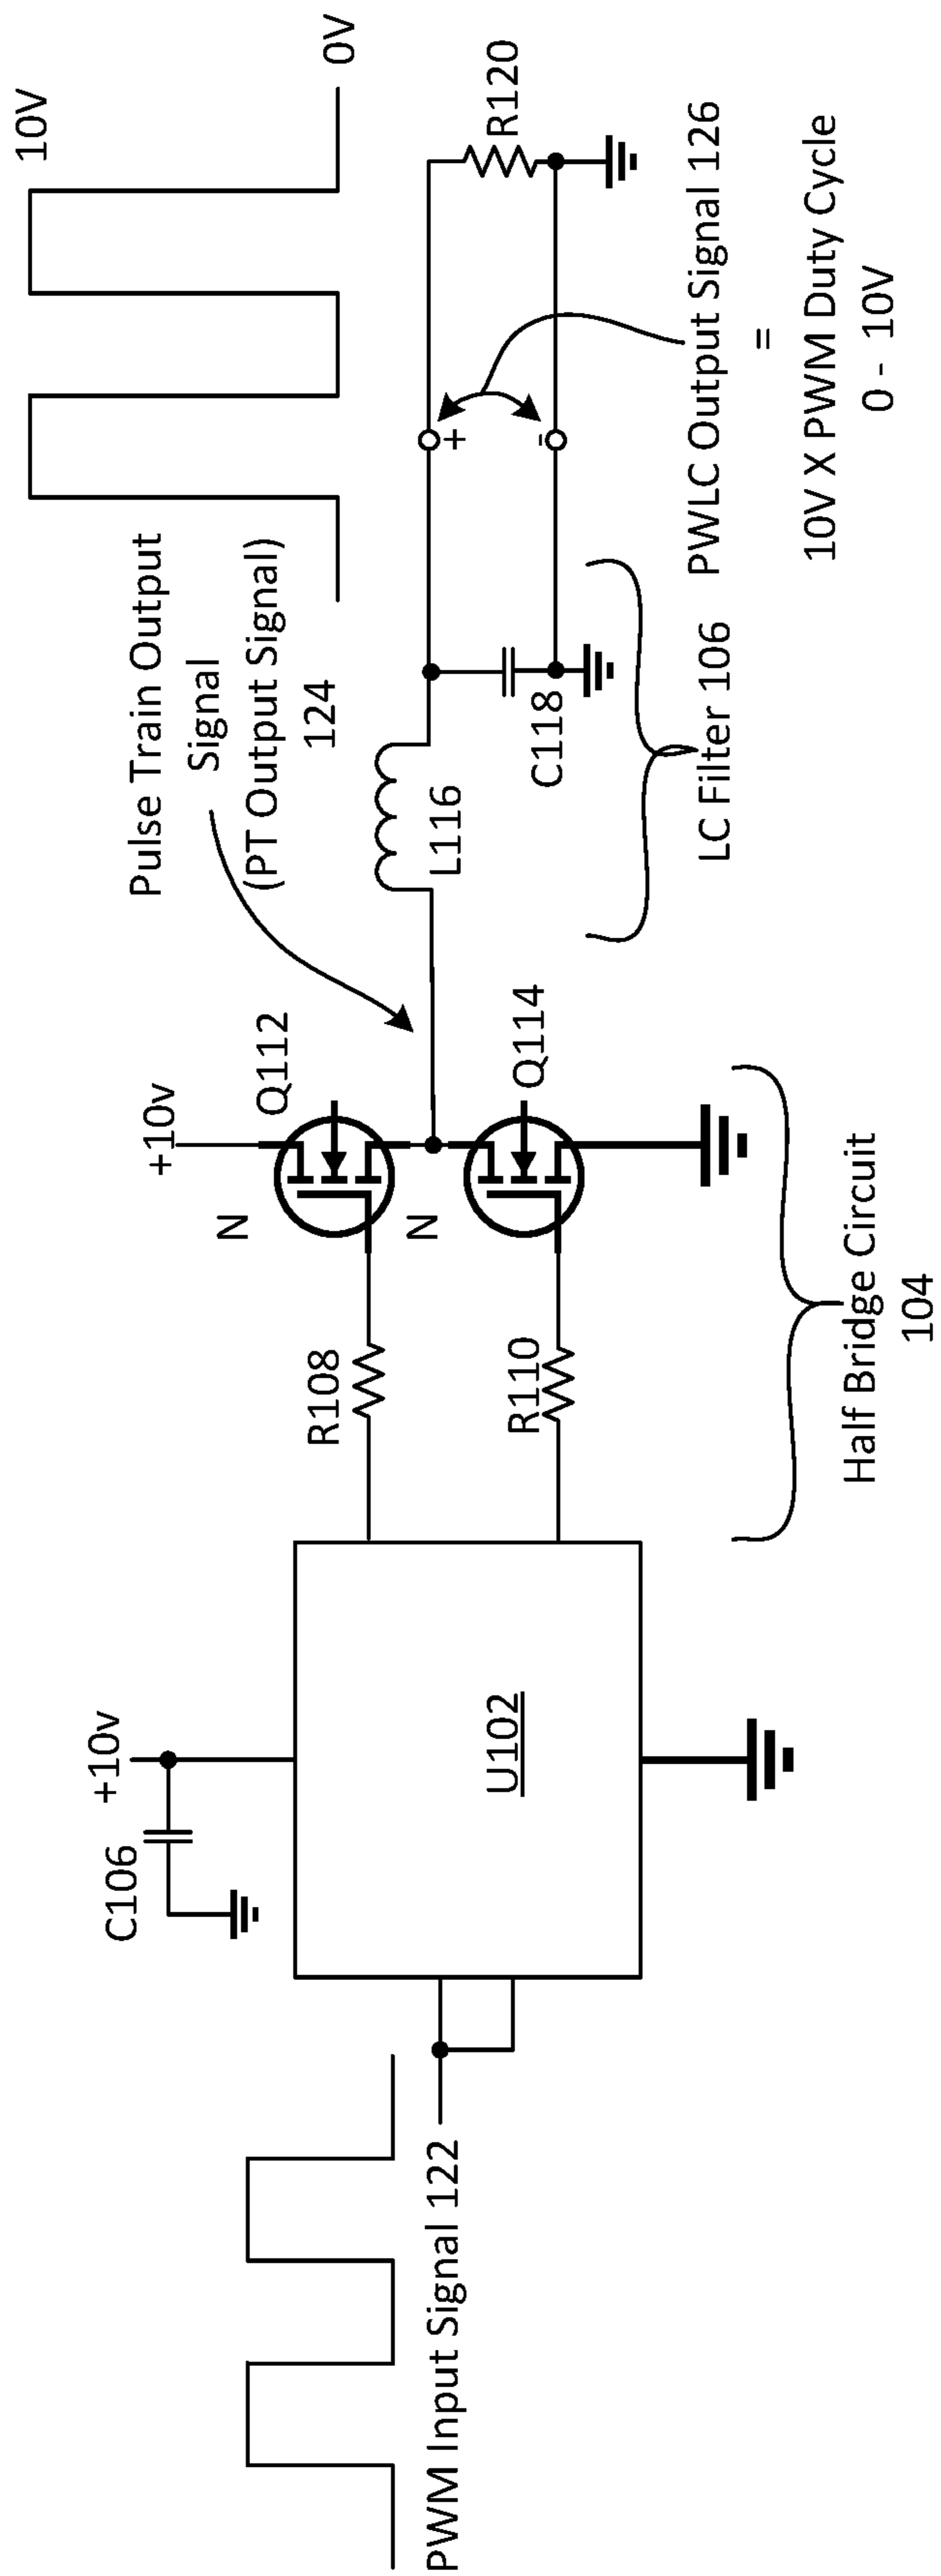 PWM Input Signal 122
C106
+10v
U102
R108
R110
N
N
+10v
Q112
Q114
Half Bridge Circuit
104
Pulse Train Output
Signal
(PT Output Signal)
124
L116
C118
LC Filter 106
10V
0V
+
-
R120
PWLC Output Signal 126
=
10V X PWM Duty Cycle
0 - 10V